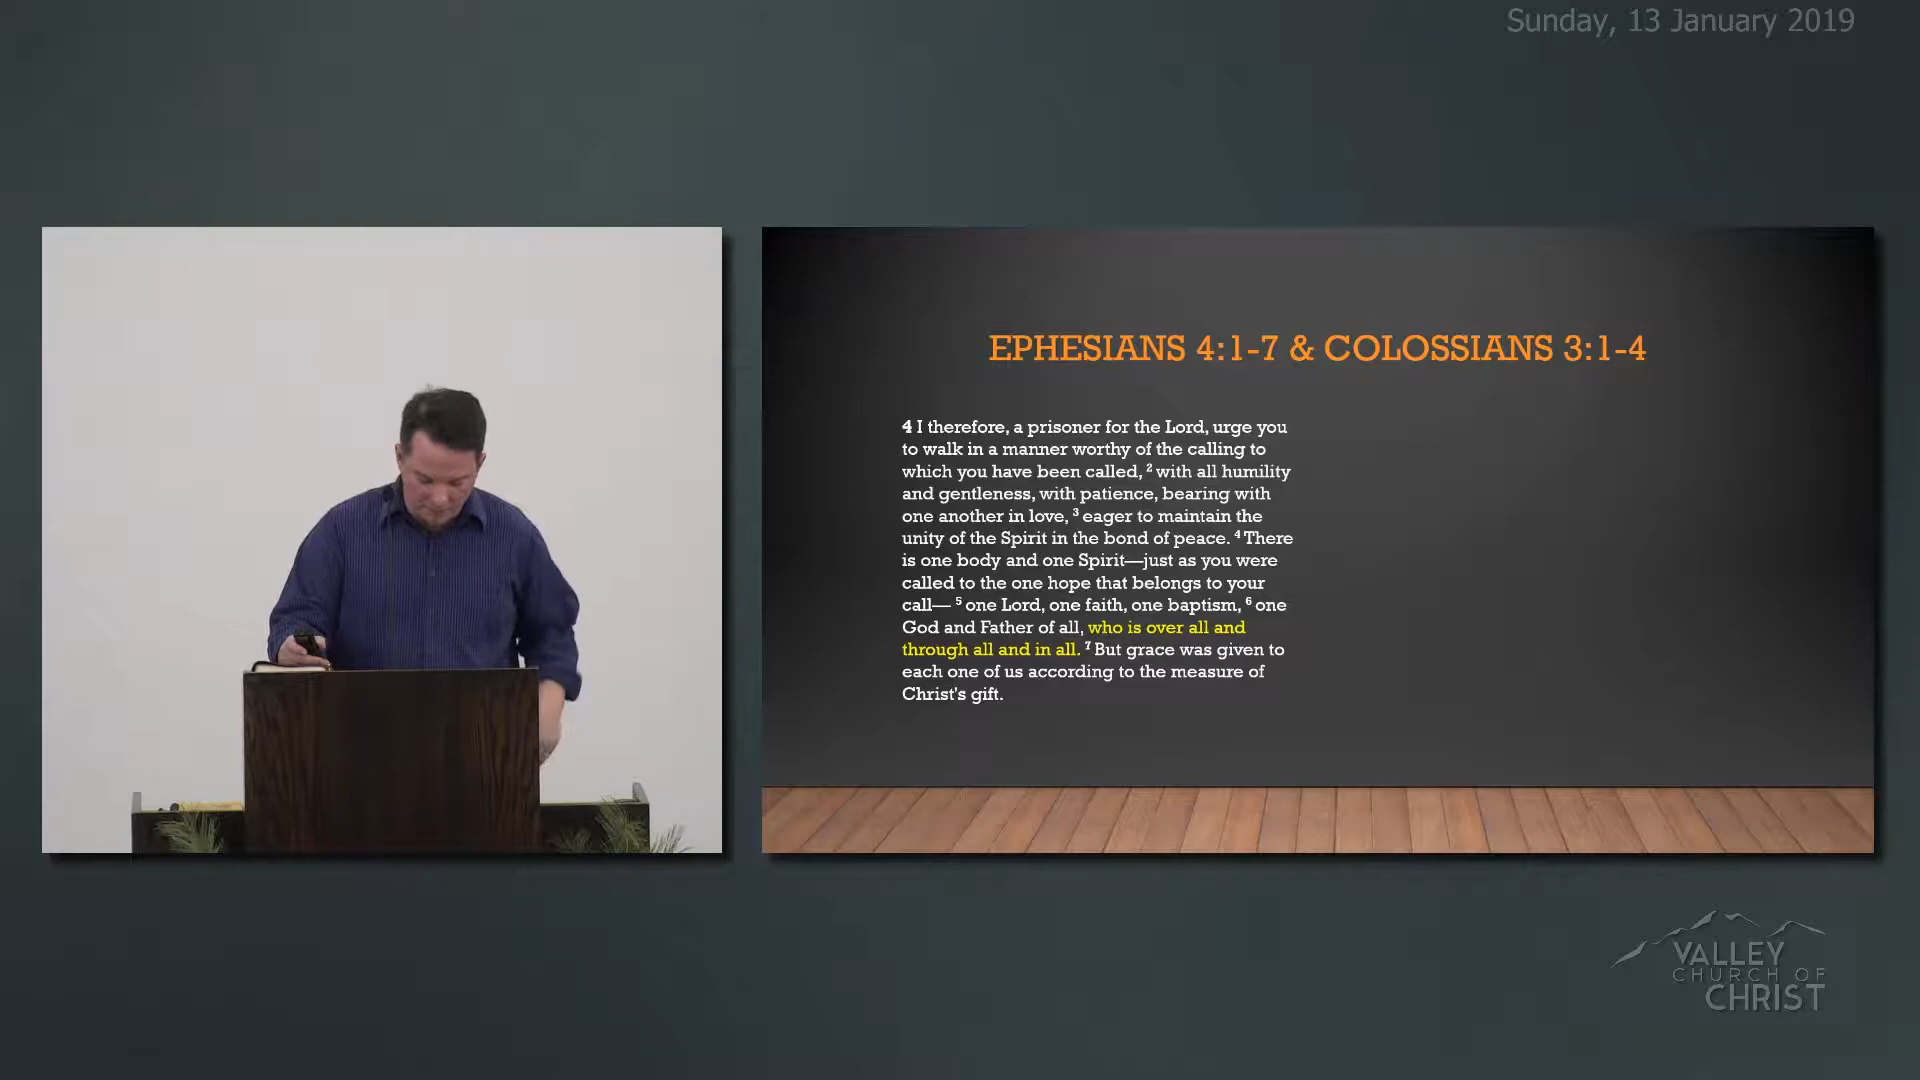 Sunday, 13 January 2019
EPHESIANS 4:1-7 & COLOSSIANS 3:1-4
4 I therefore, a prisoner for the Lord, urge you
to walk in a manner worthy of the calling to
which you have been called, ² with all humility
and gentleness, with patience, bearing with
one another in love, ³ eager to maintain the
unity of the Spirit in the bond of peace. ⁴ There
is one body and one Spirit—just as you were
called to the one hope that belongs to your
call— ⁵ one Lord, one faith, one baptism, ⁶ one
God and Father of all, who is over all and
through all and in all. ⁷ But grace was given to
each one of us according to the measure of
Christ's gift.
VALLEY
CHURCH OF
CHRIST